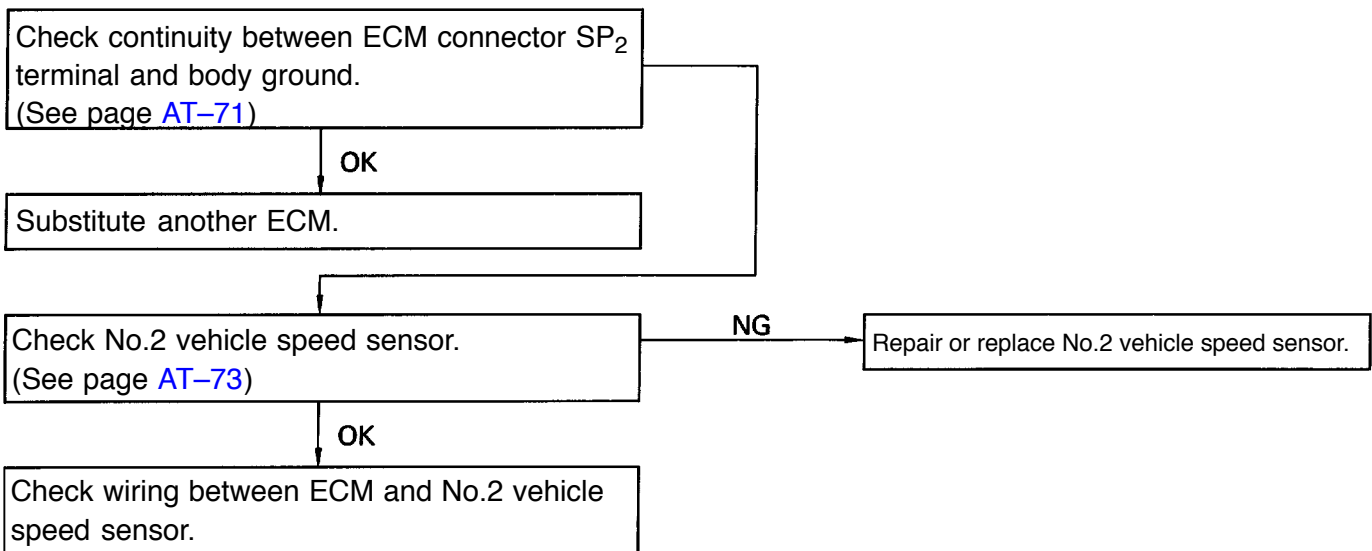 Check continuity between ECM connector SP2
terminal and body ground.
(See page AT–71)
OK
Substitute another ECM.
Check No.2 vehicle speed sensor.
(See page AT–73)
NG
Repair or replace No.2 vehicle speed sensor.
OK
Check wiring between ECM and No.2 vehicle
speed sensor.